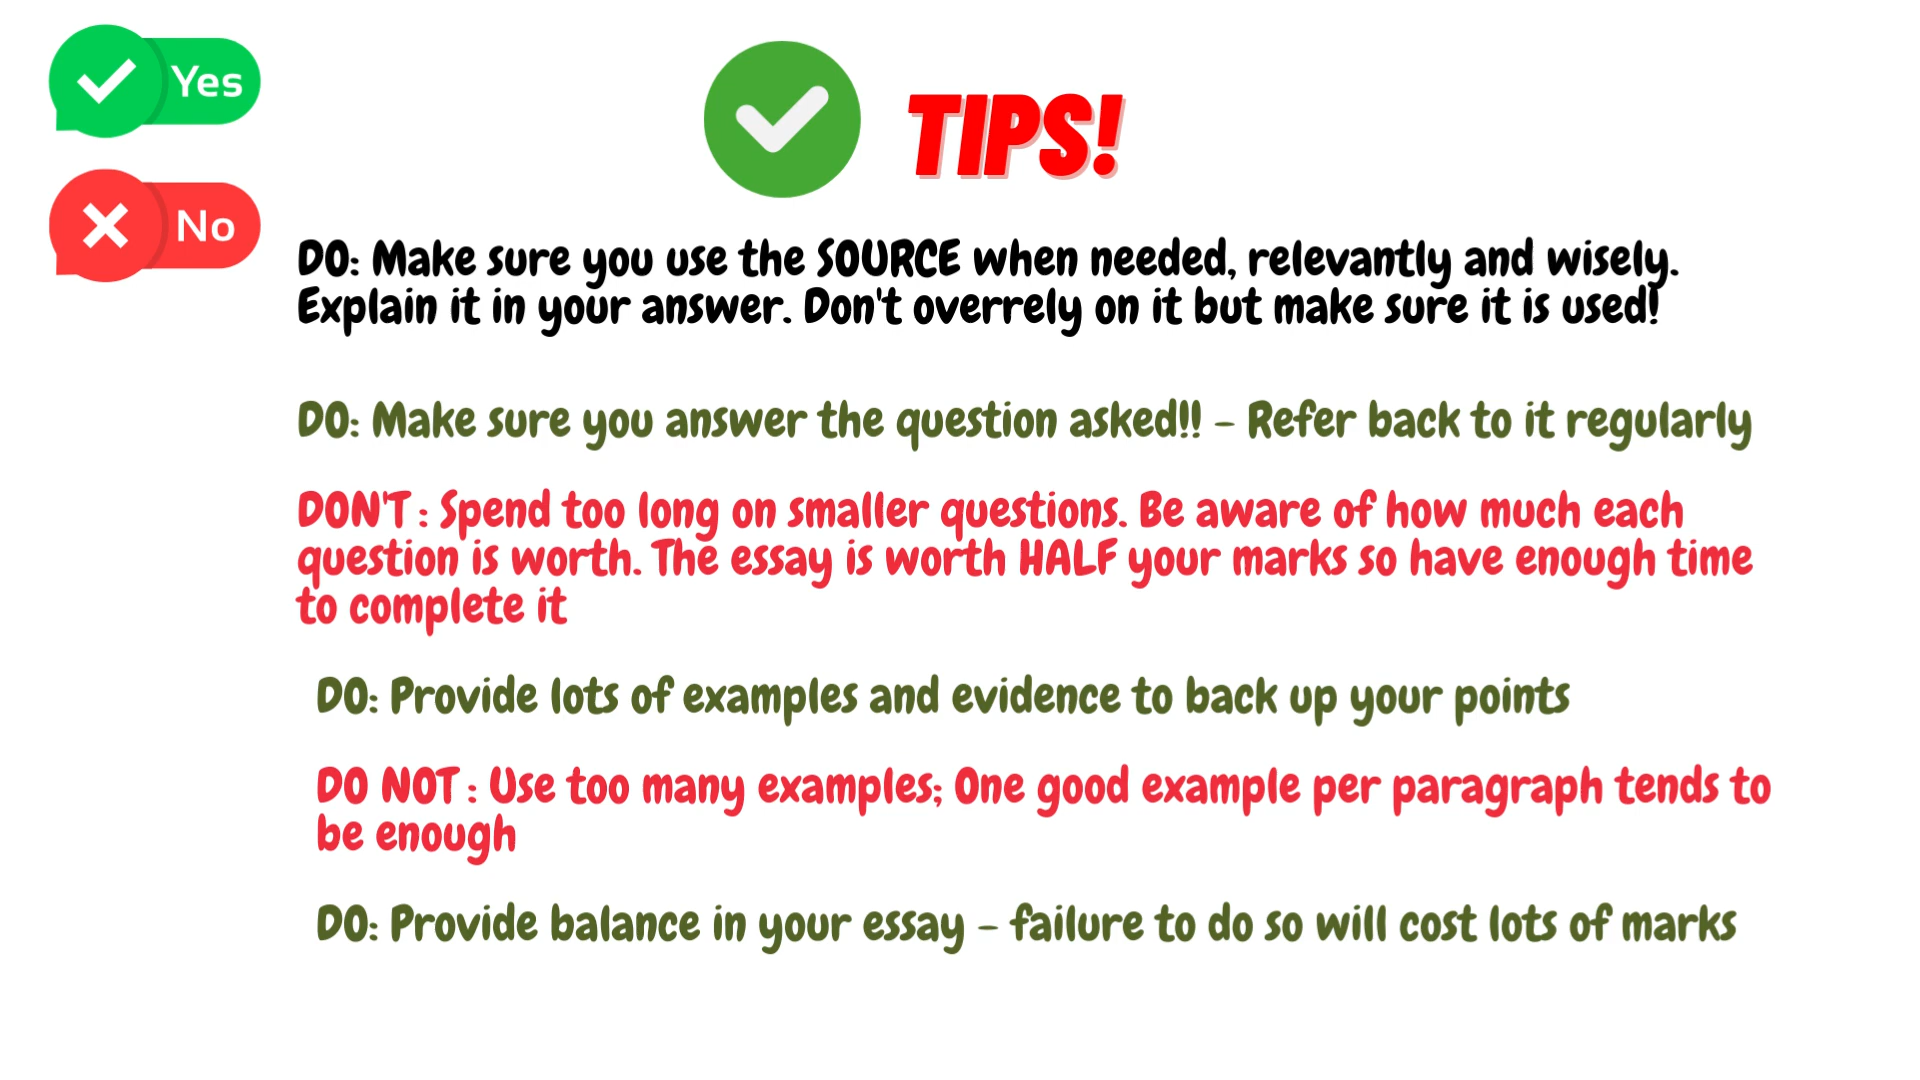 Yes
TIPS!
No
DO: Make sure you use the SOURCE when needed, relevantly and wisely.
Explain it in your answer. Don't overrely on it but make sure it is used!
DO: Make sure you answer the question asked!! - Refer back to it regularly
DON'T : Spend too long on smaller questions. Be aware of how much each
question is worth. The essay is worth HALF your marks so have enough time
to complete it
DO: Provide lots of examples and evidence to back up your points
DO NOT : Use too many examples; One good example per paragraph tends to
be enough
DO: Provide balance in your essay - failure to do so will cost lots of marks